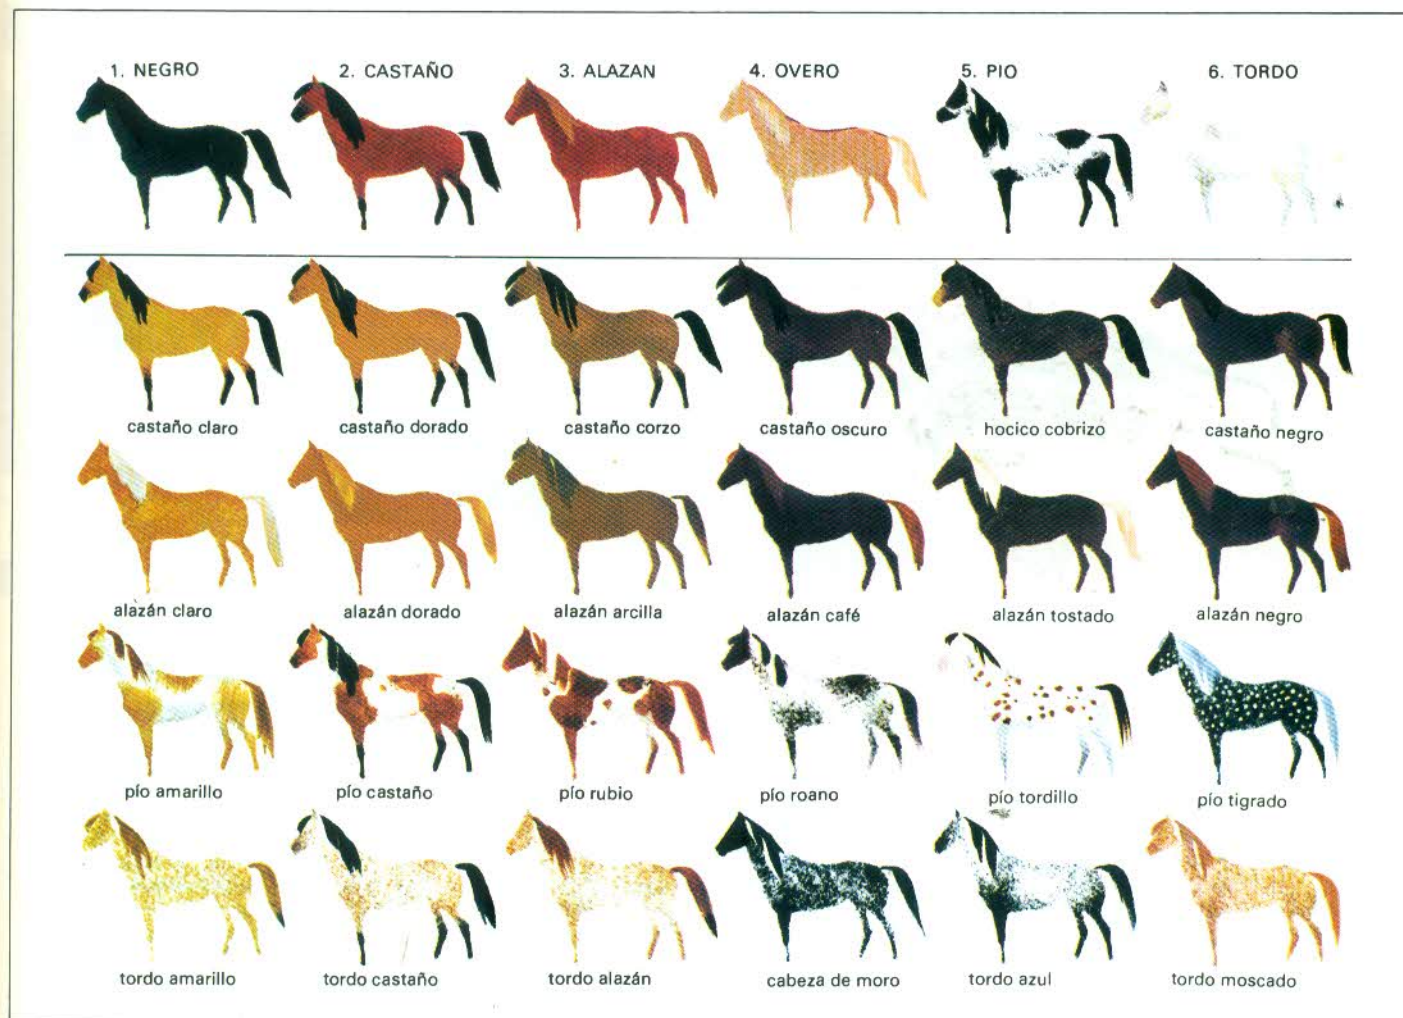 1. NEGRO 2. CASTAÑO 3. ALAZAN 4. OVERO 5. PIO 6. TORDO
castaño claro castaño dorado castaño corzo castaño oscuro hocico cobrizo castaño negro
alazán claro alazán dorado alazán arcilla alazán café alazán tostado alazán negro
pío amarillo pío castaño pío rubio pío roano pío tordillo pío tigrado
tordo amarillo tordo castaño tordo alazán cabeza de moro tordo azul tordo moscado